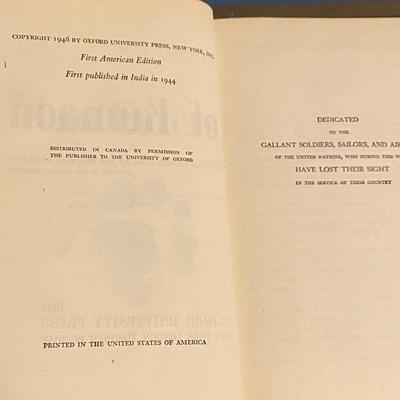 COPYRIGHT 1946 BY OXFORD UNIVERSITY PRESS, NEW YORK, INC.
First American Edition
First published in India in 1944
DISTRIBUTED IN CANADA BY PERMISSION OF
THE PUBLISHER TO THE UNIVERSITY OF OXFORD
PRINTED IN THE UNITED STATES OF AMERICA
DEDICATED
TO THE
GALLANT SOLDIERS, SAILORS, AND AIR
OF THE UNITED NATIONS, WHO DURING THIS W
HAVE LOST THEIR SIGHT
IN THE SERVICE OF THEIR COUNTRY